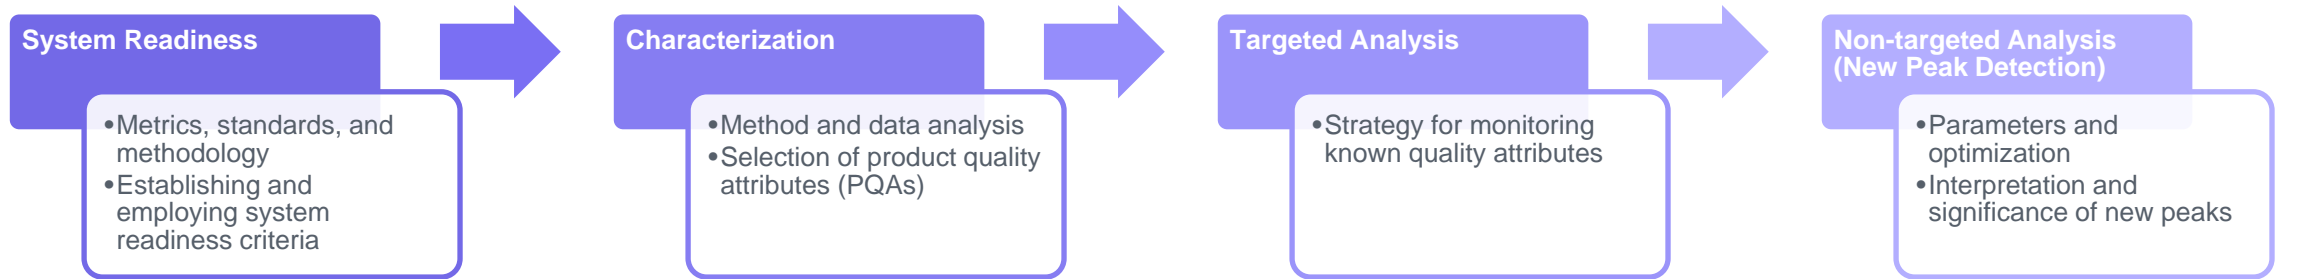 System Readiness
•Metrics, standards, and
methodology
•Establishing and
employing system
readiness criteria
Characterization
•Method and data analysis
•Selection of product quality
attributes (PQAs)
Targeted Analysis
•Strategy for monitoring
known quality attributes
Non-targeted Analysis
(New Peak Detection)
•Parameters and
optimization
•Interpretation and
significance of new peaks